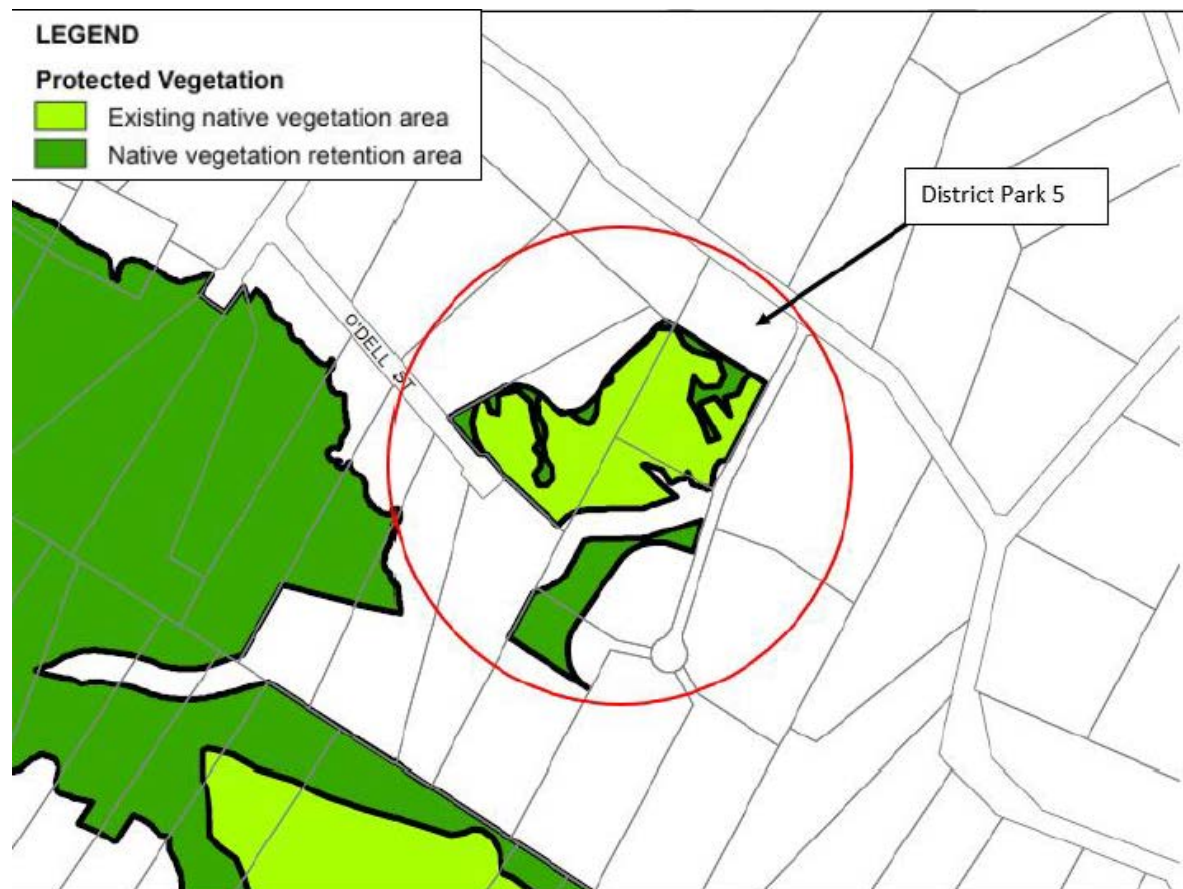 LEGEND
Protected Vegetation
Existing native vegetation area
Native vegetation retention area
District Park 5
O'DELL ST